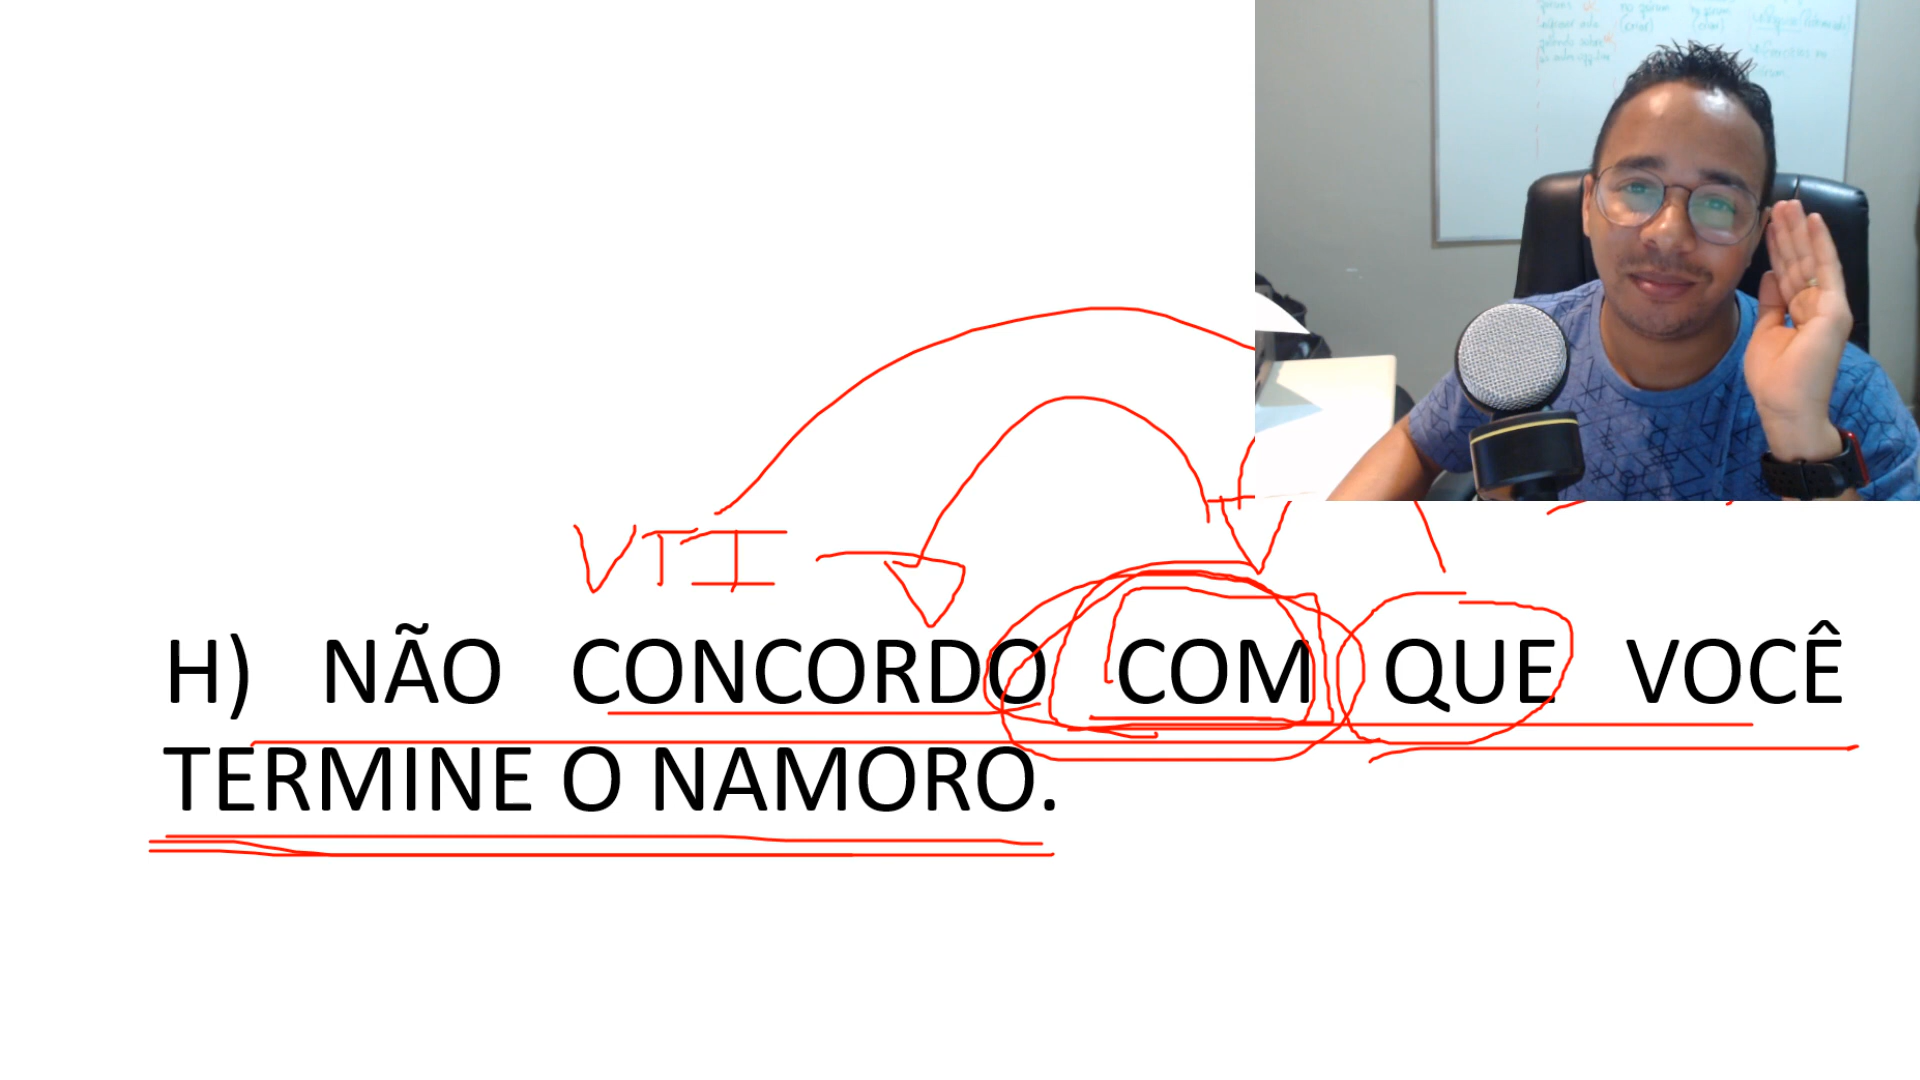 VTI
H) NÃO CONCORDO COM QUE VOCÊ
TERMINE O NAMORO.